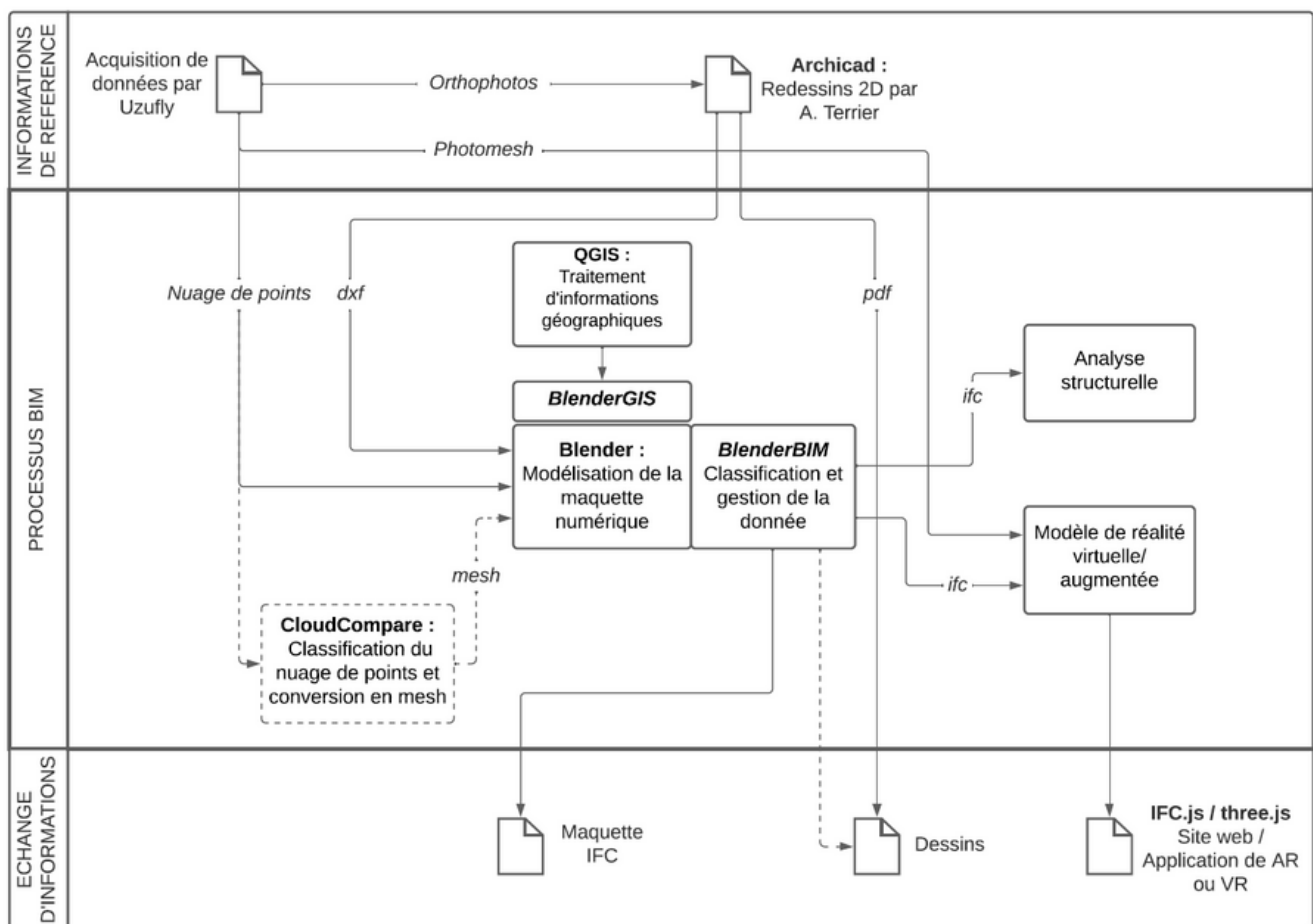 INFORMATIONS
DE REFERENCE
Acquisition de
données par
Uzufly
Orthophotos
Archicad :
Redessins 2D par
A. Terrier
Photomesh
PROCESSUS BIM
Nuage de points
dxf
QGIS :
Traitement
d'informations
géographiques
pdf
BlenderGIS
Blender :
Modélisation de la
maquette
numérique
BlenderBIM
Classification et
gestion de la
donnée
ifc
Analyse
structurelle
ifc
Modèle de réalité
virtuelle/
augmentée
mesh
CloudCompare :
Classification du
nuage de points et
conversion en mesh
ECHANGE
D'INFORMATIONS
Maquette
IFC
Dessins
IFC.js / three.js
Site web /
Application de AR
ou VR